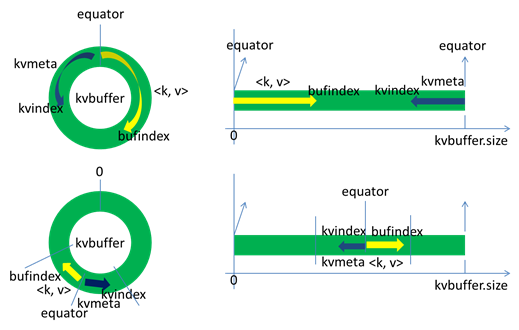 equator
kvmeta
<k, v>
kvindex
kvbuffer
bufindex
equator
equator
<k, v>
kvmeta
bufindex
kvindex
0
kvbuffer.size
0
kvbuffer
bufindex
<k, v>
kvindex
kvmeta
equator
equator
kvindex
bufindex
kvmeta
<k, v>
0
kvbuffer.size